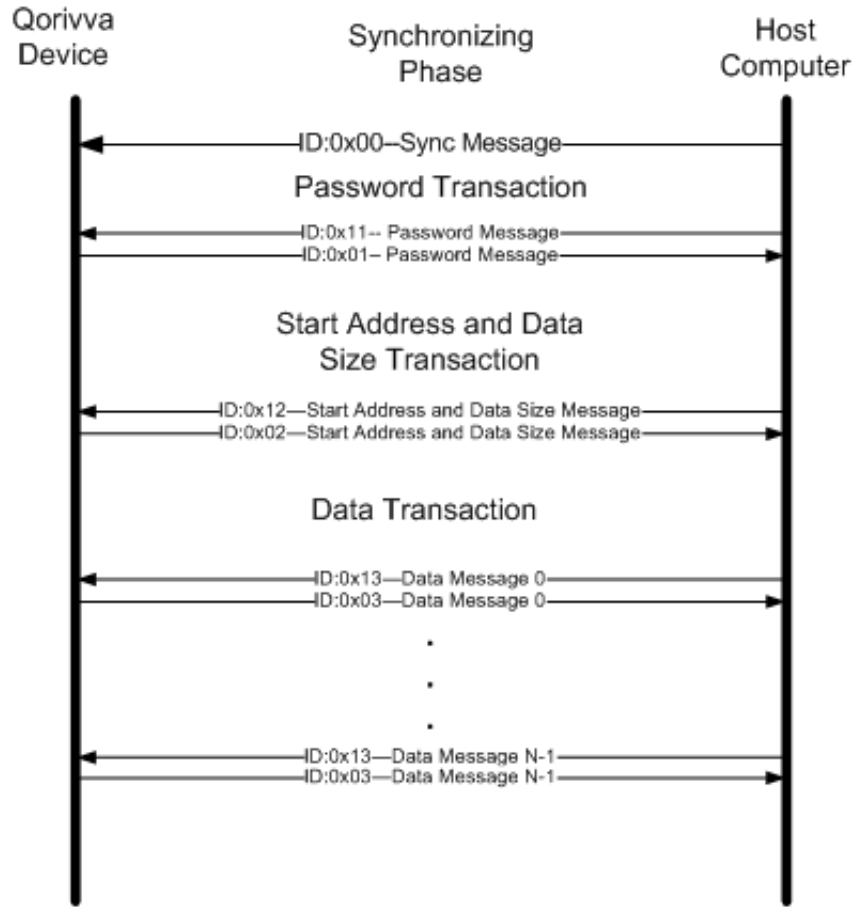 Qorivva
Device
Synchronizing
Phase
Host
Computer
ID:0x00--Sync Message
Password Transaction
ID:0x11-- Password Message
ID:0x01– Password Message
Start Address and Data
Size Transaction
ID:0x12—Start Address and Data Size Message
ID:0x02—Start Address and Data Size Message
Data Transaction
ID:0x13—Data Message 0
ID:0x03—Data Message 0
.
.
.
ID:0x13—Data Message N-1
ID:0x03—Data Message N-1